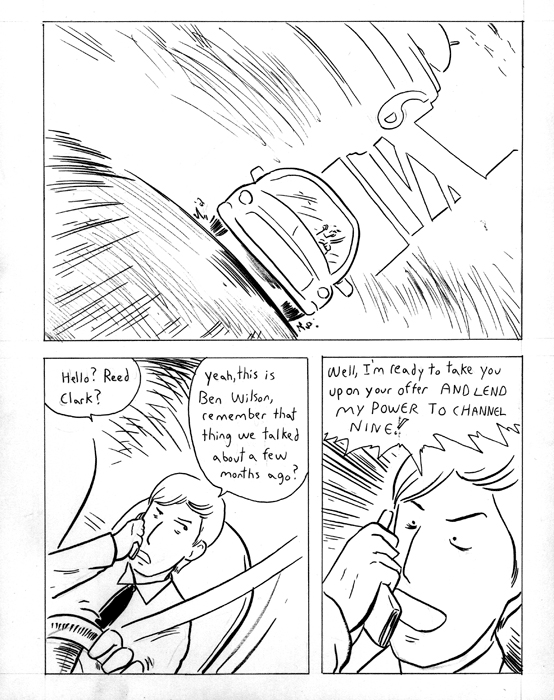 Hello? Reed
Clark?
yeah, this is
Ben Wilson,
remember that
thing we talked
about a few
months ago?
Well, I'm ready to take you
up on your offer AND LEND
MY POWER TO CHANNEL
NINE!!